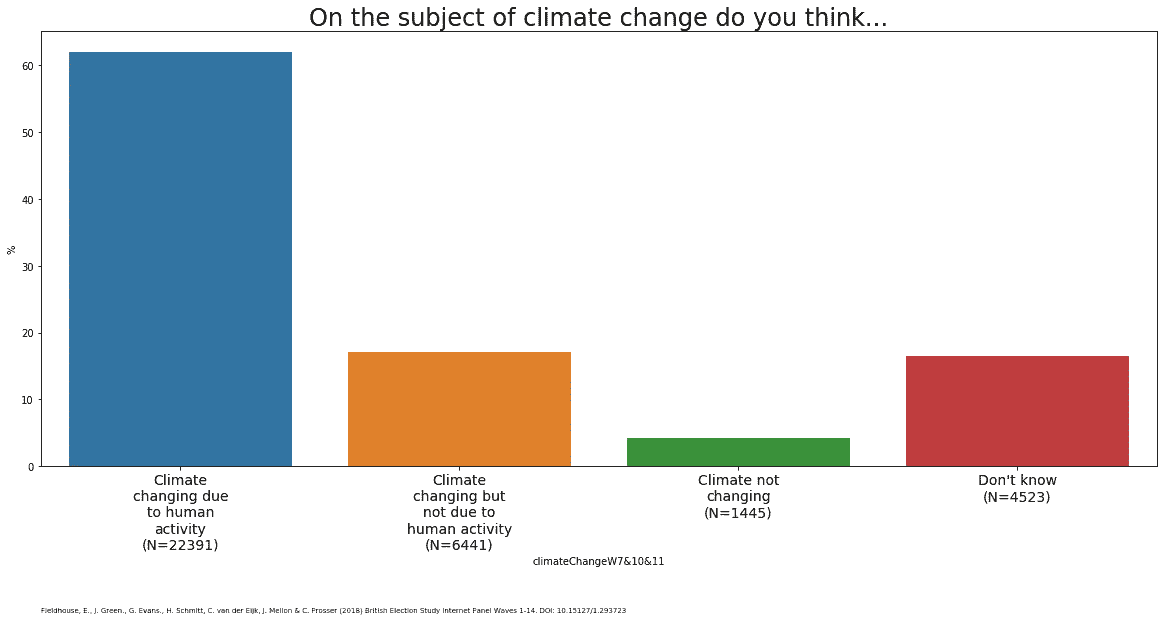 On the subject of climate change do you think...
60
50
40
30
20
10
0
%
Climate
changing due
to human
activity
(N=22391)
Climate
changing but
not due to
human activity
(N=6441)
Climate not
changing
(N=1445)
Don't know
(N=4523)
climateChangeW7&10&11
Fieldhouse, E., J. Green., G. Evans., H. Schmitt, C. van der Eijk, J. Mellon & C. Prosser (2018) British Election Study Internet Panel Waves 1-14. DOI: 10.15127/1.293723